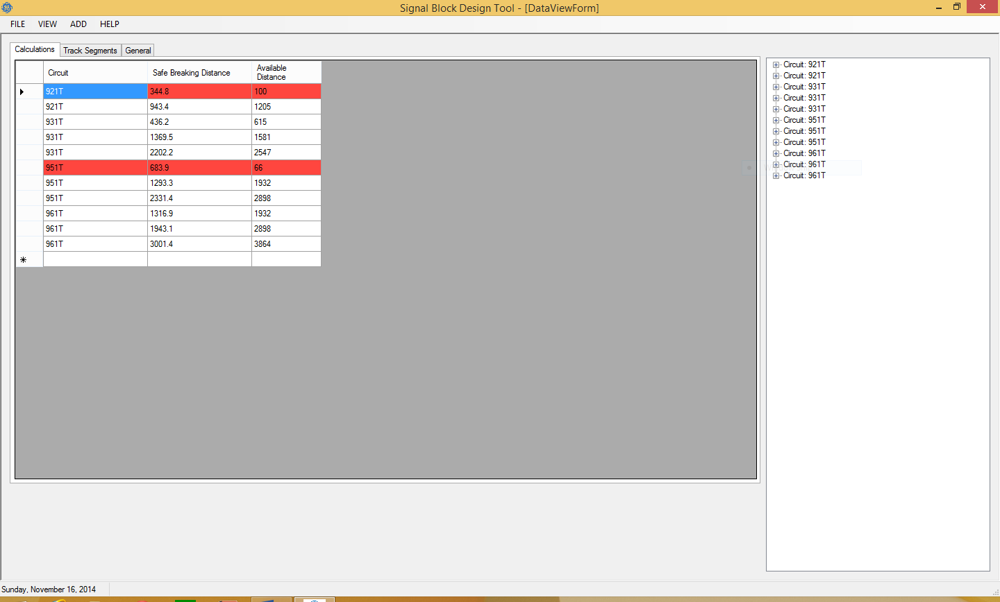 Signal Block Design Tool - [DataViewForm]
FILE VIEW ADD HELP
Calculations Track Segments General
Circuit Safe Breaking Distance Available Distance
921T 344.8 100
921T 943.4 1205
931T 436.2 615
931T 1369.5 1581
931T 2202.2 2547
951T 683.9 66
951T 1293.3 1932
951T 2331.4 2898
961T 1316.9 1932
961T 1943.1 2898
961T 3001.4 3864
Circuit: 921T
Circuit: 921T
Circuit: 931T
Circuit: 931T
Circuit: 931T
Circuit: 951T
Circuit: 951T
Circuit: 951T
Circuit: 961T
Circuit: 961T
Circuit: 961T
Sunday, November 16, 2014